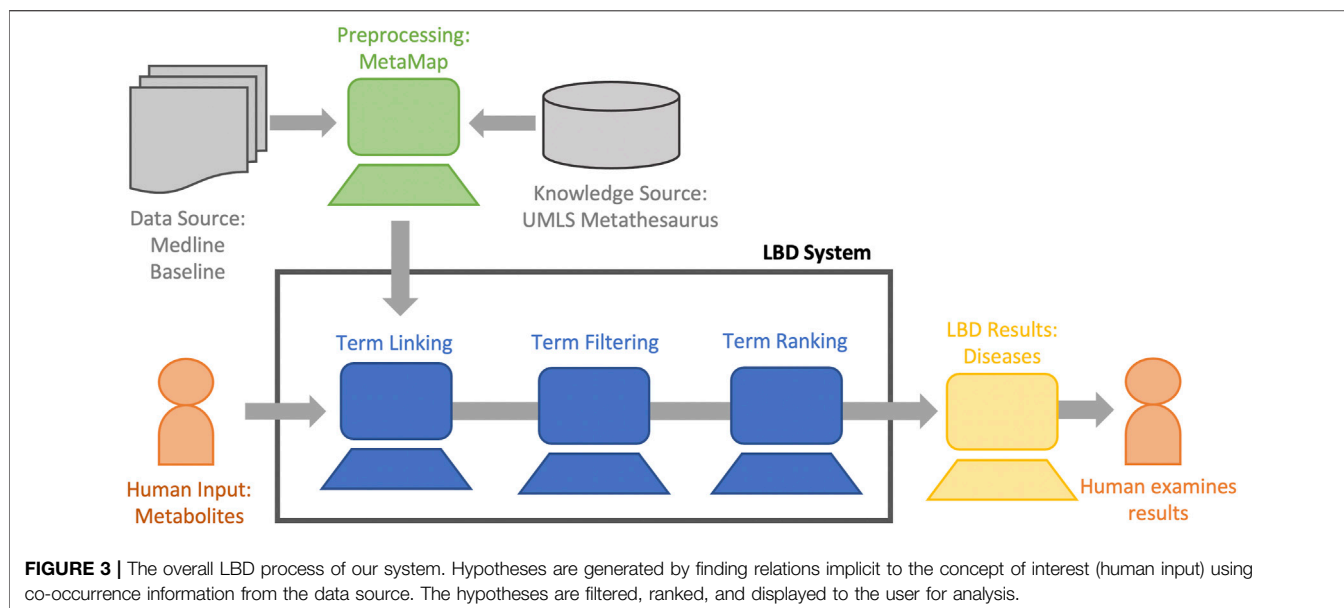 Preprocessing:
MetaMap
Data Source:
Medline
Baseline
Knowledge Source:
UMLS Metathesaurus
LBD System
Term Linking
Term Filtering
Term Ranking
LBD Results:
Diseases
Human Input:
Metabolites
Human examines
results
FIGURE 3 | The overall LBD process of our system. Hypotheses are generated by finding relations implicit to the concept of interest (human input) using
co-occurrence information from the data source. The hypotheses are filtered, ranked, and displayed to the user for analysis.